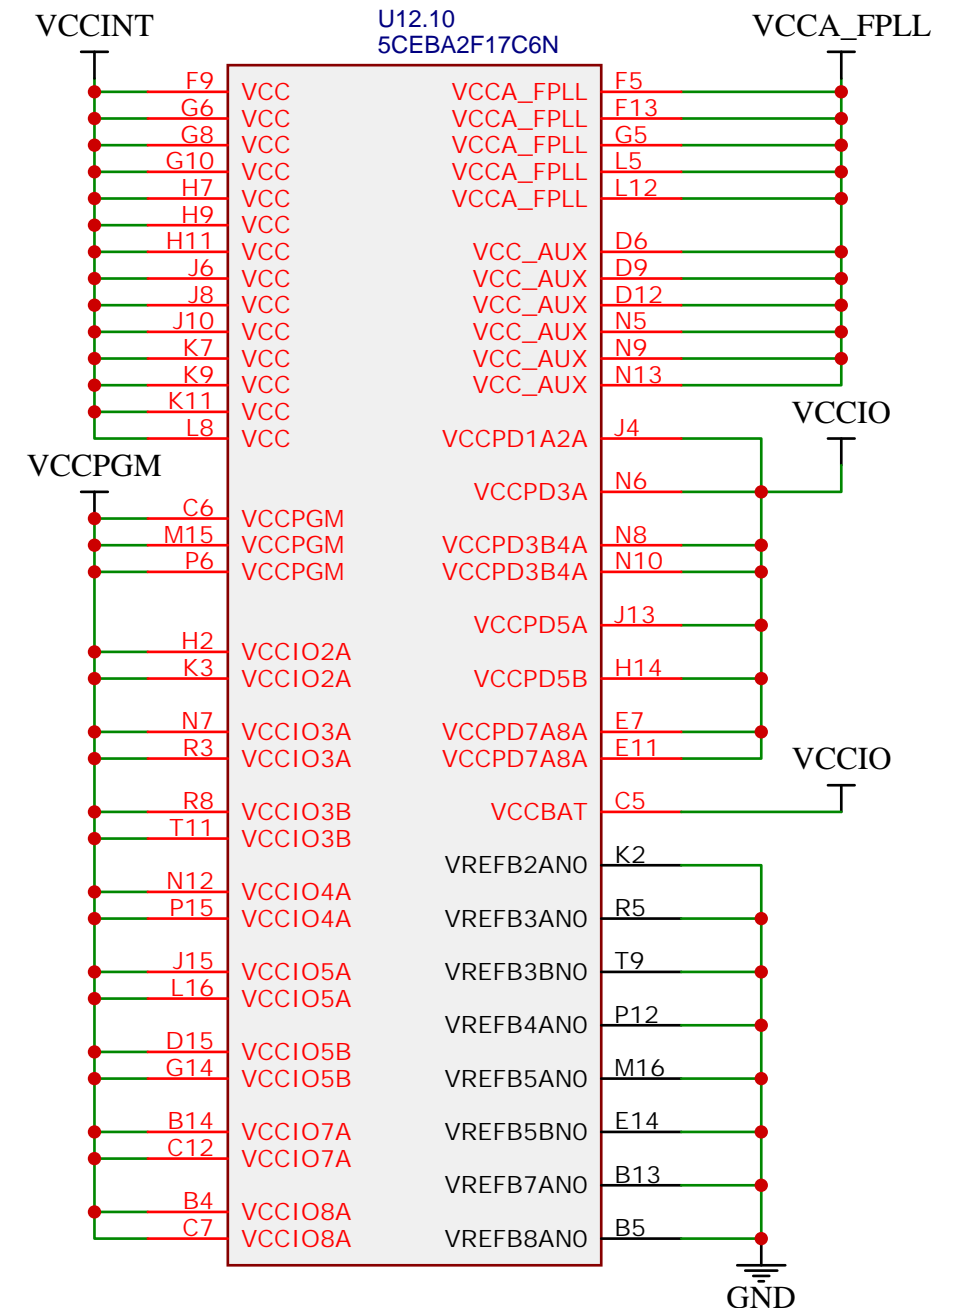 U12.10
5CEBA2F17C6N
VCCINT
VCCA_FPLL
F9 VCC VCCA_FPLL F5
G6 VCC VCCA_FPLL F13
G8 VCC VCCA_FPLL G5
G10 VCC VCCA_FPLL L5
H7 VCC VCCA_FPLL L12
H9 VCC
H11 VCC VCC_AUX D6
J6 VCC VCC_AUX D9
J8 VCC VCC_AUX D12
J10 VCC VCC_AUX N5
K7 VCC VCC_AUX N9
K9 VCC VCC_AUX N13
K11 VCC
VCCIO
L8 VCC VCCPD1A2A J4
VCCPGM
VCCPD3A N6
C6 VCCPGM
M15 VCCPGM VCCPD3B4A N8
P6 VCCPGM VCCPD3B4A N10
VCCPD5A J13
H2 VCCIO2A
K3 VCCIO2A VCCPD5B H14
N7 VCCIO3A VCCPD7A8A E7
R3 VCCIO3A VCCPD7A8A E11
VCCIO
R8 VCCIO3B VCCBAT C5
T11 VCCIO3B
VREFB2AN0 K2
N12 VCCIO4A
P15 VCCIO4A VREFB3AN0 R5
J15 VCCIO5A VREFB3BN0 T9
L16 VCCIO5A
VREFB4AN0 P12
D15 VCCIO5B
G14 VCCIO5B VREFB5AN0 M16
B14 VCCIO7A VREFB5BN0 E14
C12 VCCIO7A
VREFB7AN0 B13
B4 VCCIO8A
C7 VCCIO8A VREFB8AN0 B5
GND